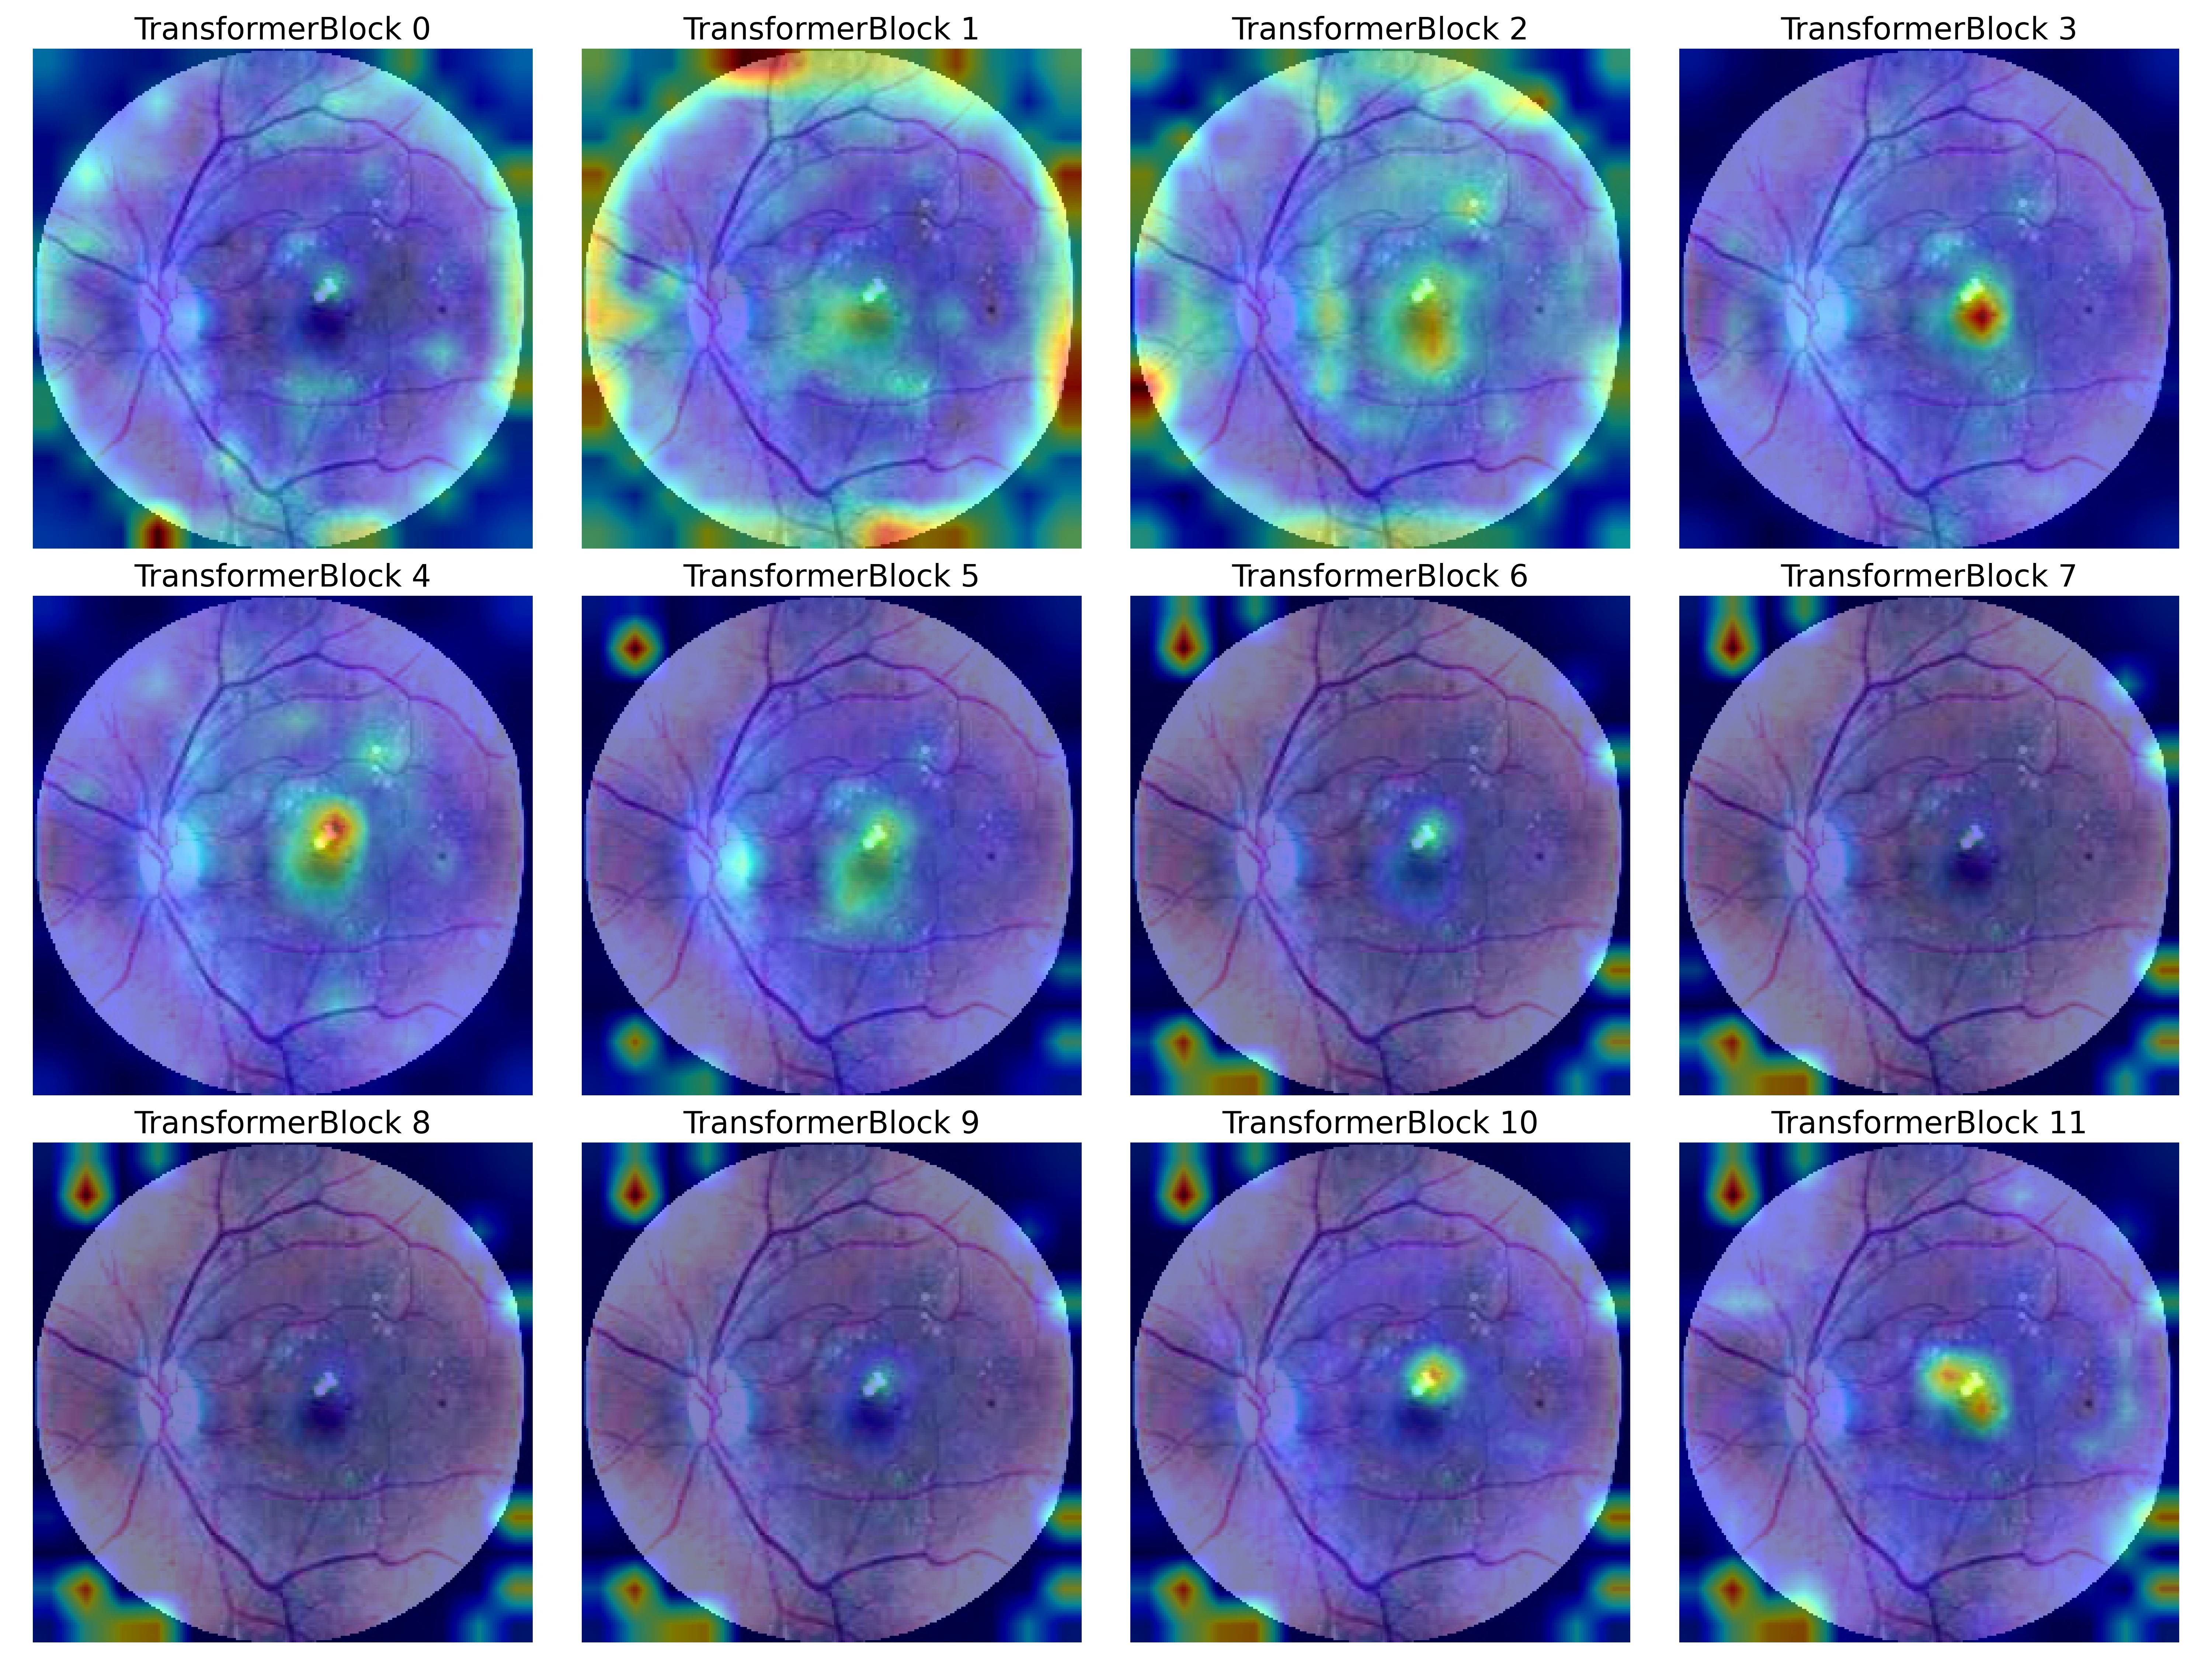 TransformerBlock 0
TransformerBlock 1
TransformerBlock 2
TransformerBlock 3
TransformerBlock 4
TransformerBlock 5
TransformerBlock 6
TransformerBlock 7
TransformerBlock 8
TransformerBlock 9
TransformerBlock 10
TransformerBlock 11